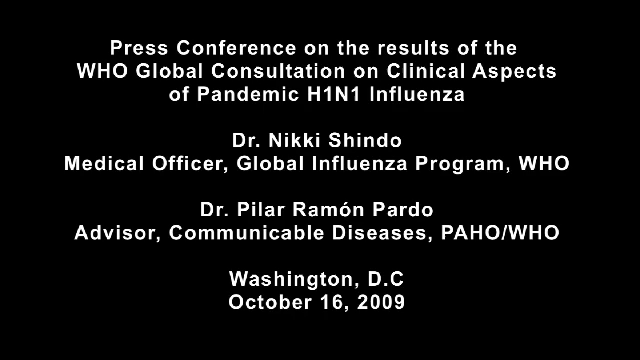 Press Conference on the results of the
WHO Global Consultation on Clinical Aspects
of Pandemic H1N1 Influenza
Dr. Nikki Shindo
Medical Officer, Global Influenza Program, WHO
Dr. Pilar Ramón Pardo
Advisor, Communicable Diseases, PAHO/WHO
Washington, D.C
October 16, 2009